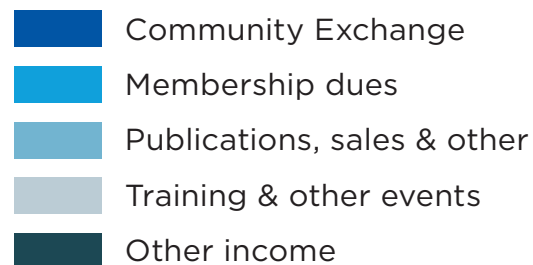 Community Exchange
Membership dues
Publications, sales & other
Training & other events
Other income